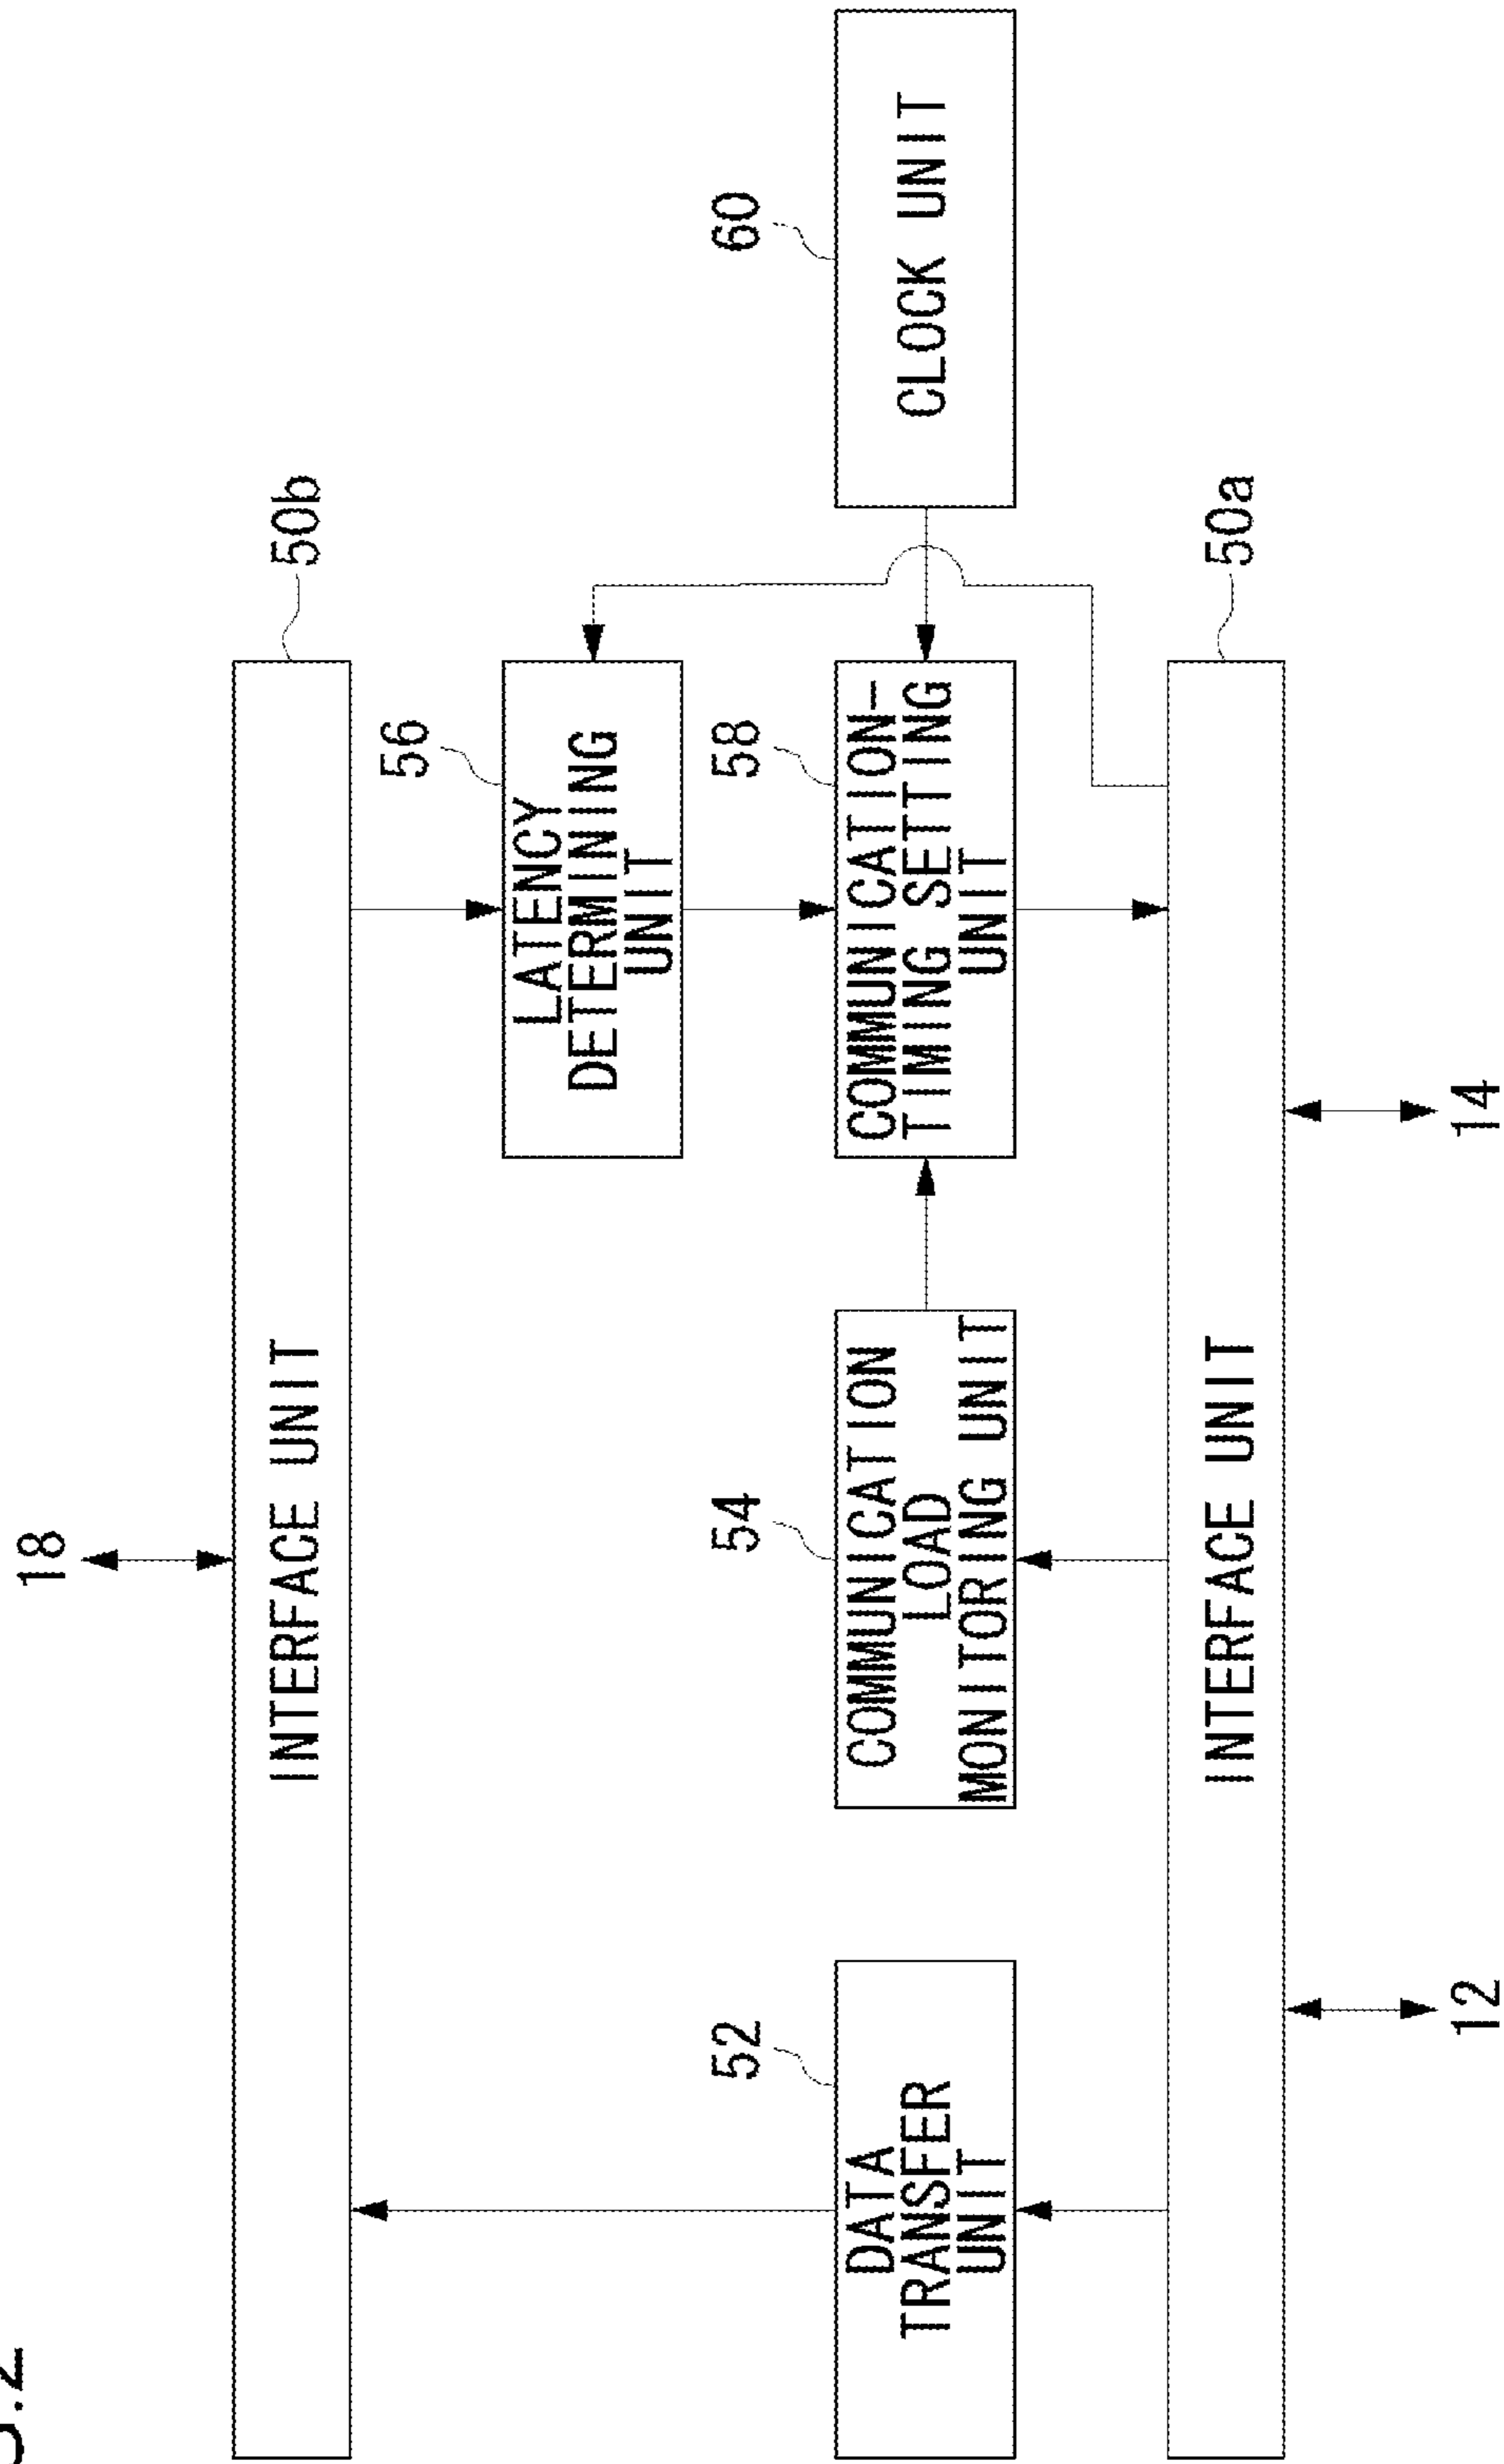 18
INTERFACE UNIT
50b
56
LATENCY
DETERMINING
UNIT
52
DATA
TRANSFER
UNIT
54
COMMUNICATION
LOAD
MONITORING UNIT
58
COMMUNICATION-
TIMING SETTING
UNIT
60
CLOCK UNIT
INTERFACE UNIT
50a
12
14